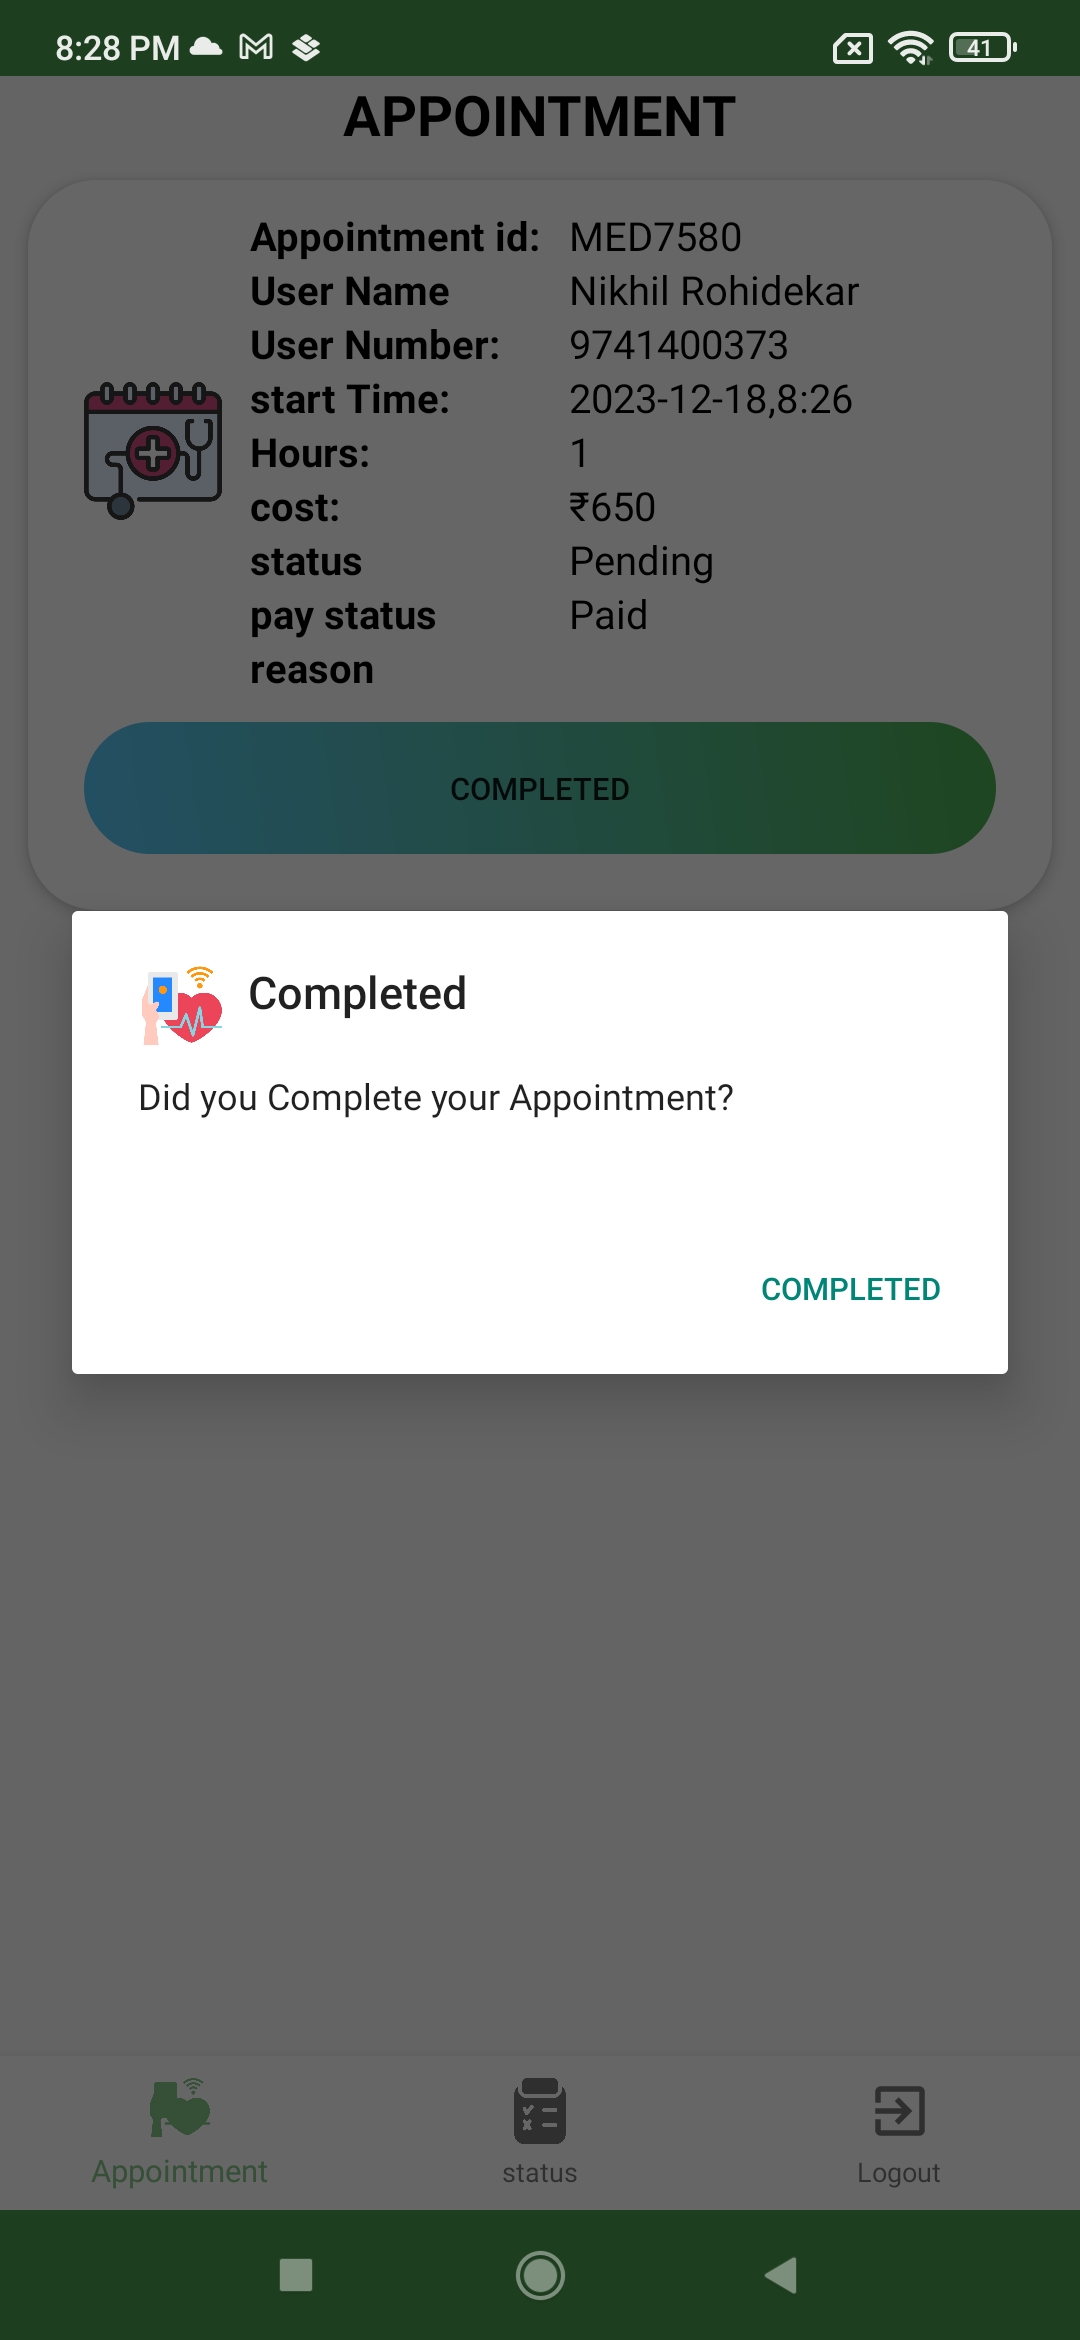 8:28 PM
41
APPOINTMENT
Appointment id: MED7580
User Name Nikhil Rohidekar
User Number: 9741400373
start Time: 2023-12-18,8:26
Hours: 1
cost: ₹650
status Pending
pay status Paid
reason
COMPLETED
Completed
Did you Complete your Appointment?
COMPLETED
Appointment status Logout